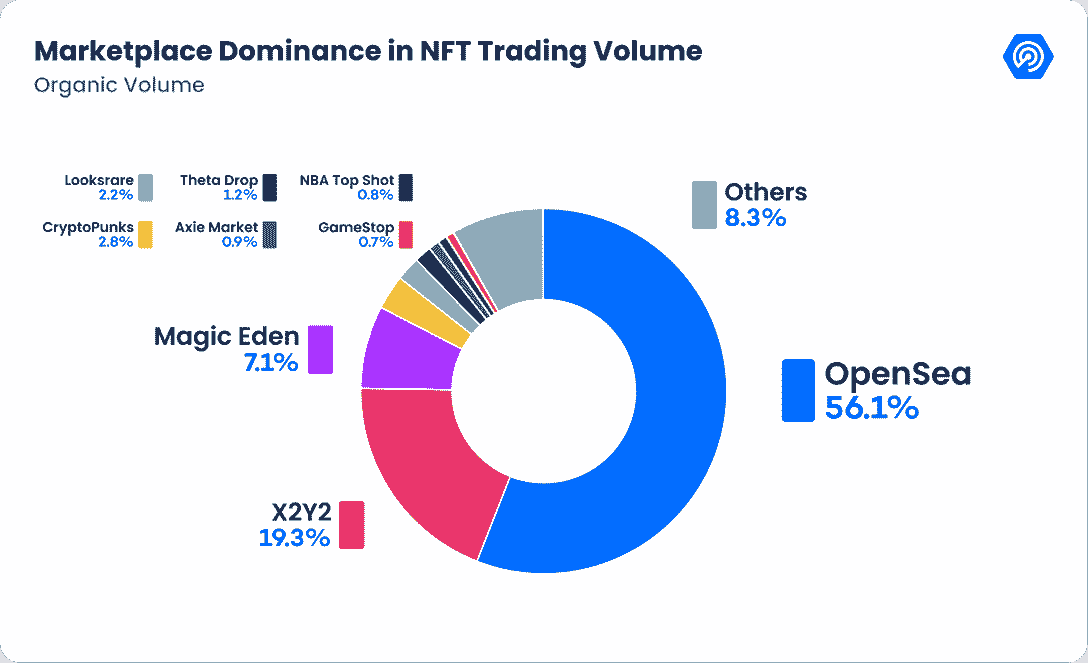 Marketplace Dominance in NFT Trading Volume
Organic Volume
Looksrare
2.2%
Theta Drop
1.2%
NBA Top Shot
0.8%
CryptoPunks
2.8%
Axie Market
0.9%
GameStop
0.7%
Others
8.3%
Magic Eden
7.1%
OpenSea
56.1%
X2Y2
19.3%